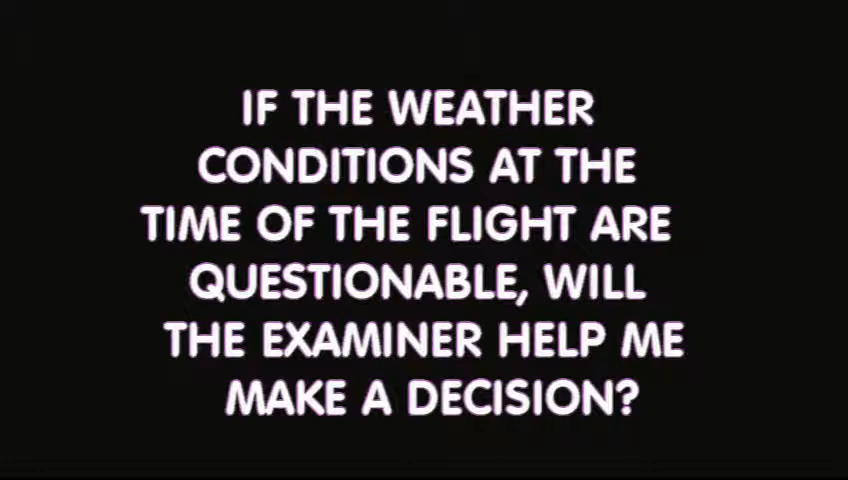 IF THE WEATHER
CONDITIONS AT THE
TIME OF THE FLIGHT ARE
QUESTIONABLE, WILL
THE EXAMINER HELP ME
MAKE A DECISION?